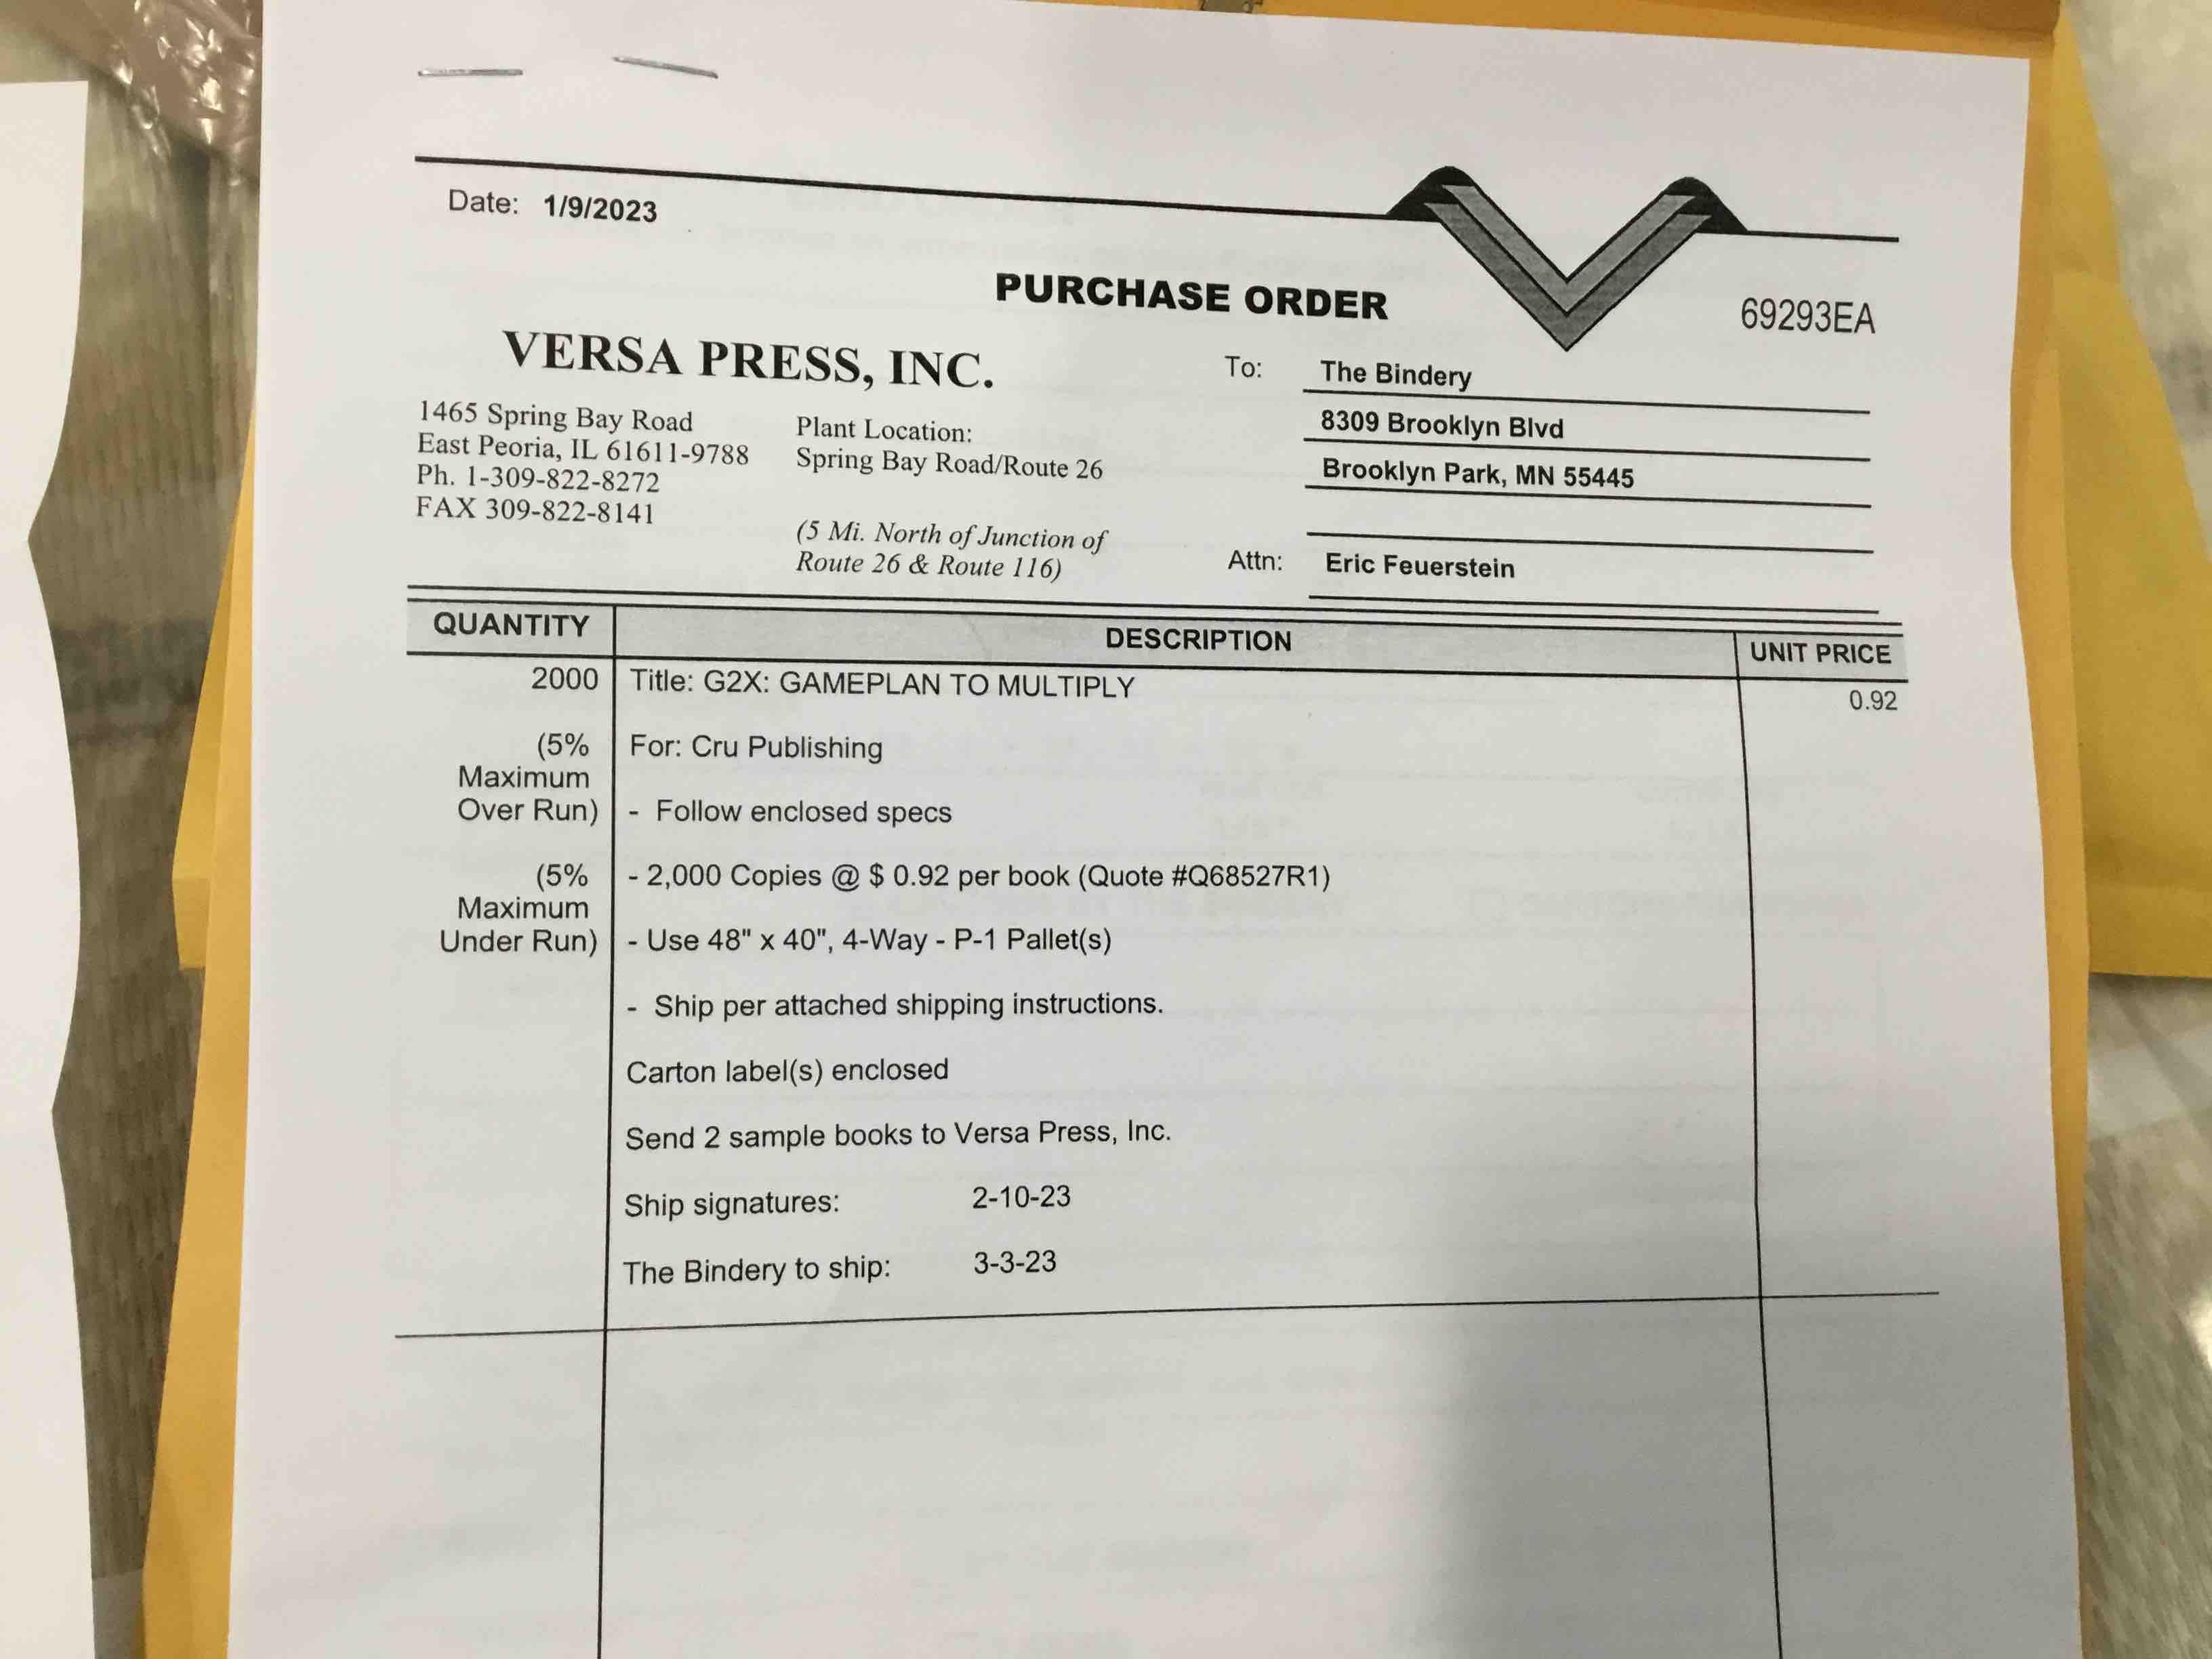 Date: 1/9/2023
PURCHASE ORDER
69293EA
VERSA PRESS, INC.
1465 Spring Bay Road
East Peoria, IL 61611-9788
Ph. 1-309-822-8272
FAX 309-822-8141
Plant Location:
Spring Bay Road/Route 26
(5 Mi. North of Junction of
Route 26 & Route 116)
To: The Bindery
8309 Brooklyn Blvd
Brooklyn Park, MN 55445
Attn: Eric Feuerstein
QUANTITY DESCRIPTION UNIT PRICE
2000 Title: G2X: GAMEPLAN TO MULTIPLY 0.92
(5% For: Cru Publishing
Maximum
Over Run) - Follow enclosed specs
(5% - 2,000 Copies @ $ 0.92 per book (Quote #Q68527R1)
Maximum
Under Run) - Use 48" x 40", 4-Way - P-1 Pallet(s)
- Ship per attached shipping instructions.
Carton label(s) enclosed
Send 2 sample books to Versa Press, Inc.
Ship signatures: 2-10-23
The Bindery to ship: 3-3-23